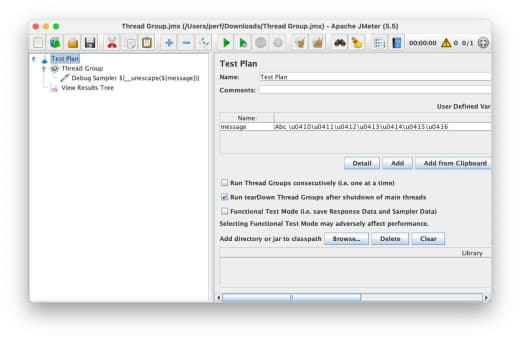 Thread Group.jmx (/Users/perf/Downloads/Thread Group.jmx) - Apache JMeter (5.5)
00:00:00 0 0/1
Test Plan
Thread Group
Debug Sampler ${__unescape(${message})}
View Results Tree
Test Plan
Name: Test Plan
Comments:
User Defined Var
Name:
message Abc \u0410\u0411\u0412\u0413\u0414\u0415\u0416
Detail Add Add from Clipboard
Run Thread Groups consecutively (i.e. one at a time)
Run tearDown Thread Groups after shutdown of main threads
Functional Test Mode (i.e. save Response Data and Sampler Data)
Selecting Functional Test Mode may adversely affect performance.
Add directory or jar to classpath Browse... Delete Clear
Library